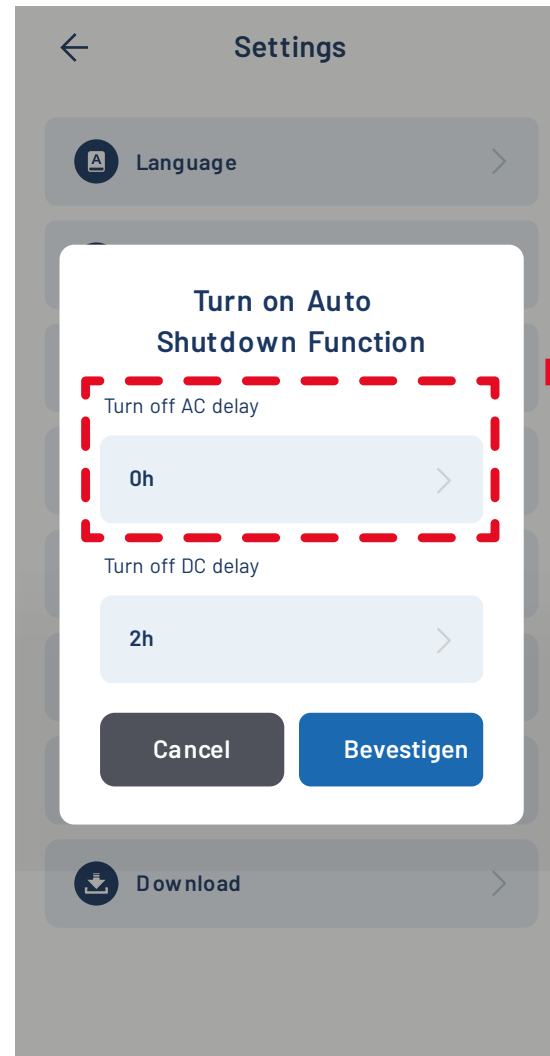 Settings
Language
Turn on Auto
Shutdown Function
Turn off AC delay
0h
Turn off DC delay
2h
Cancel
Bevestigen
Download